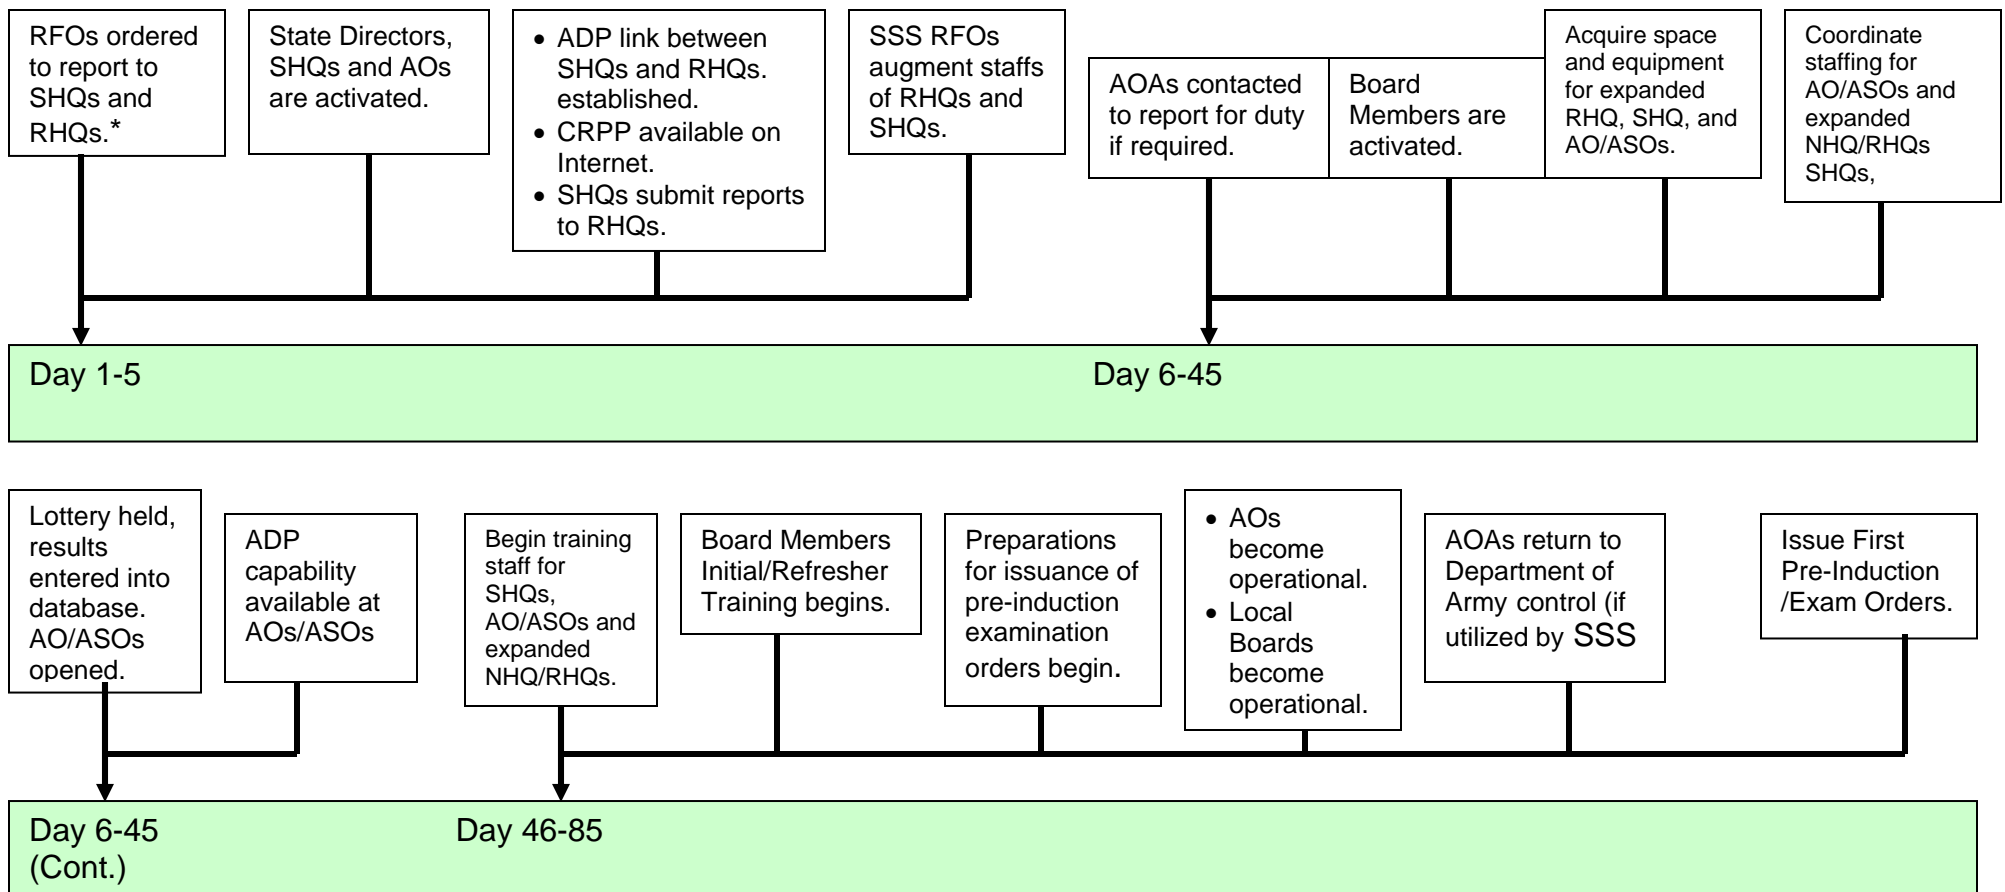 RFOs ordered
to report to
SHQs and
RHQs.*
State Directors,
SHQs and AOs
are activated.
• ADP link between
SHQs and RHQs.
established.
• CRPP available on
Internet.
• SHQs submit reports
to RHQs.
SSS RFOs
augment staffs
of RHQs and
SHQs.
AOAs contacted
to report for duty
if required.
Board
Members are
activated.
Acquire space
and equipment
for expanded
RHQ, SHQ, and
AO/ASOs.
Coordinate
staffing for
AO/ASOs and
expanded
NHQ/RHQs
SHQs,
Day 1-5
Day 6-45
Lottery held,
results
entered into
database.
AO/ASOs
opened.
ADP
capability
available at
AOs/ASOs
Begin training
staff for
SHQs,
AO/ASOs and
expanded
NHQ/RHQs.
Board Members
Initial/Refresher
Training begins.
Preparations
for issuance of
pre-induction
examination
orders begin.
• AOs
become
operational.
• Local
Boards
become
operational.
AOAs return to
Department of
Army control (if
utilized by SSS
Issue First
Pre-Induction
/Exam Orders.
Day 6-45
(Cont.)
Day 46-85